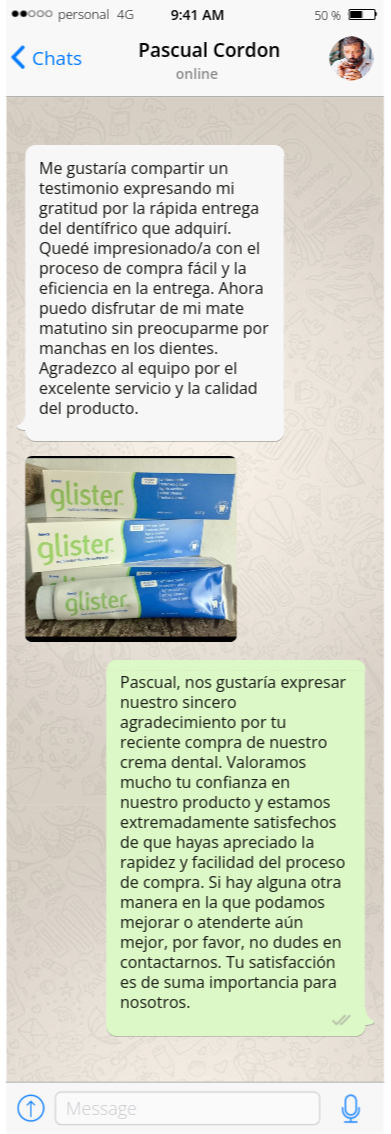 personal 4G 9:41 AM 50 %
Chats
Pascual Cordon
online
Me gustaría compartir un
testimonio expresando mi
gratitud por la rápida entrega
del dentífrico que adquirí.
Quedé impresionado/a con el
proceso de compra fácil y la
eficiencia en la entrega. Ahora
puedo disfrutar de mi mate
matutino sin preocuparme por
manchas en los dientes.
Agradezco al equipo por el
excelente servicio y la calidad
del producto.
glister
glister
glister
Pascual, nos gustaría expresar
nuestro sincero
agradecimiento por tu
reciente compra de nuestro
crema dental. Valoramos
mucho tu confianza en
nuestro producto y estamos
extremadamente satisfechos
de que hayas apreciado la
rapidez y facilidad del proceso
de compra. Si hay alguna otra
manera en la que podamos
mejorar o atenderte aún
mejor, por favor, no dudes en
contactarnos. Tu satisfacción
es de suma importancia para
nosotros.
Message